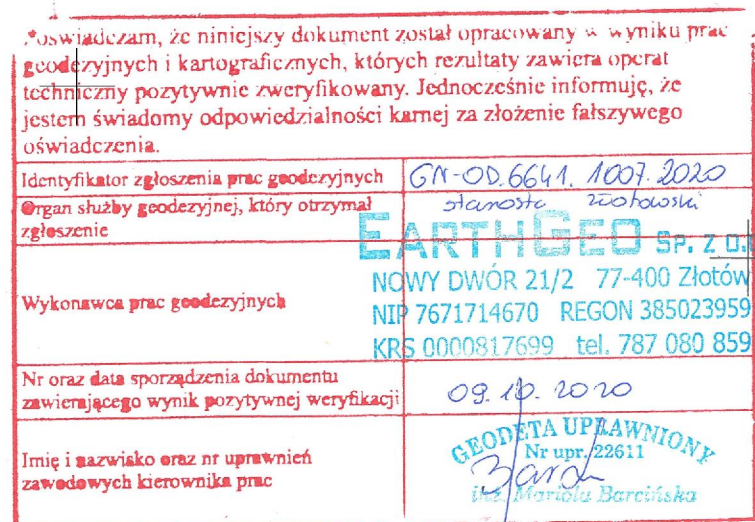 Poświadczam, że niniejszy dokument został opracowany w wyniku prac
geodezyjnych i kartograficznych, których rezultaty zawiera operat
techniczny pozytywnie zweryfikowany. Jednocześnie informuję, że
jestem świadomy odpowiedzialności karnej za złożenie fałszywego
oświadczenia.
Identyfikator zgłoszenia prac geodezyjnych GN-OD.6641.1007.2020
Organ służby geodezyjnej, który otrzymał
zgłoszenie
starosta złotowski
EARTHGEO SP. Z O.
NOWY DWÓR 21/2 77-400 Złotów
Wykonawca prac geodezyjnych
NIP 7671714670 REGON 385023959
KRS 0000817699 tel. 787 080 859
Nr oraz data sporządzenia dokumentu
zawierającego wynik pozytywnej weryfikacji
09.10.2020
Imię i nazwisko oraz nr uprawnień
zawodowych kierownika prac
GEODETA UPRAWNIONY
Nr upr. 22611
inż. Mariola Barcińska